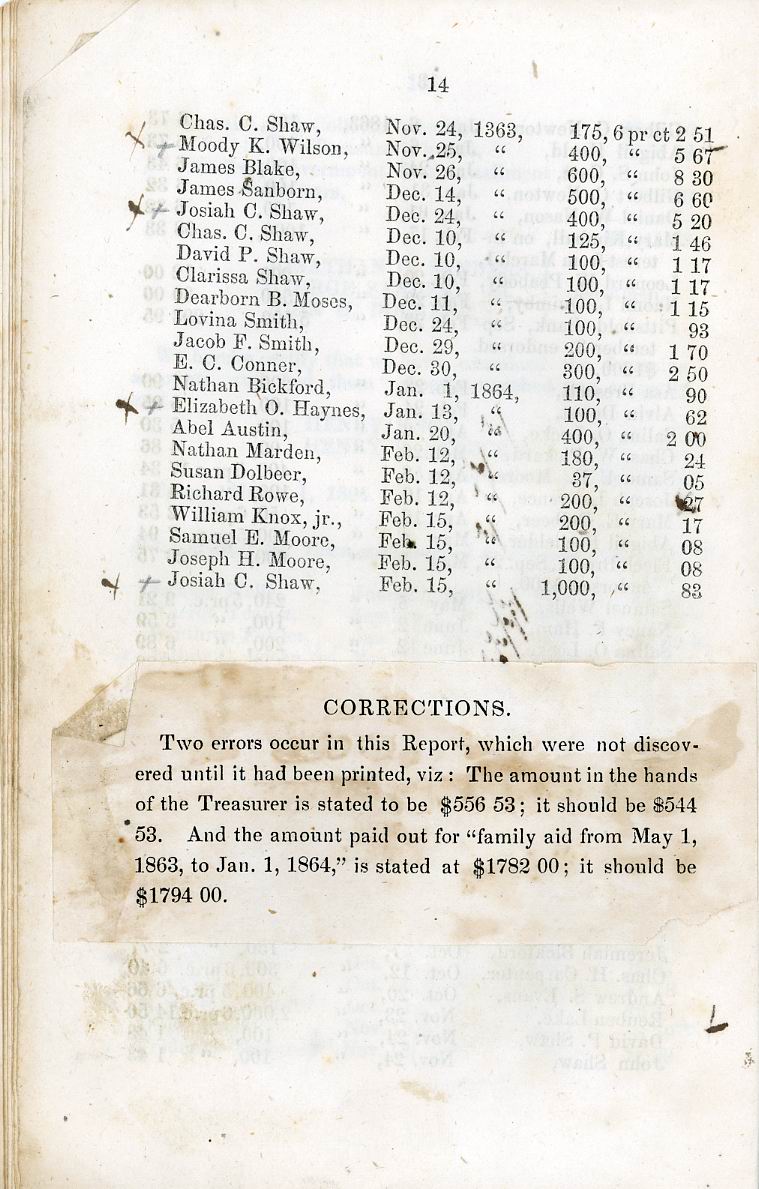 14
Chas. C. Shaw, Nov. 24, 1863, 175, 6 pr ct 2 51
Moody K. Wilson, Nov. 25, “ 400, “ 5 67
James Blake, Nov. 26, “ 600, “ 8 30
James Sanborn, Dec. 14, “ 500, “ 6 60
Josiah C. Shaw, Dec. 24, “ 400, “ 5 20
Chas. C. Shaw, Dec. 10, “ 125, “ 1 46
David P. Shaw, Dec. 10, “ 100, “ 1 17
Clarissa Shaw, Dec. 10, “ 100, “ 1 17
Dearborn B. Moses, Dec. 11, “ 100, “ 1 15
Lovina Smith, Dec. 24, “ 100, “ 93
Jacob F. Smith, Dec. 29, “ 200, “ 1 70
E. C. Conner, Dec. 30, “ 300, “ 2 50
Nathan Bickford, Jan. 1, 1864, 110, “ 90
Elizabeth O. Haynes, Jan. 13, “ 100, “ 62
Abel Austin, Jan. 20, “ 400, “ 2 00
Nathan Marden, Feb. 12, “ 180, “ 24
Susan Dolbeer, Feb. 12, “ 37, “ 05
Richard Rowe, Feb. 12, “ 200, “ 27
William Knox, jr., Feb. 15, “ 200, “ 17
Samuel E. Moore, Feb. 15, “ 100, “ 08
Joseph H. Moore, Feb. 15, “ 100, “ 08
Josiah C. Shaw, Feb. 15, “ 1,000, “ 83
CORRECTIONS.
Two errors occur in this Report, which were not discov-
ered until it had been printed, viz : The amount in the hands
of the Treasurer is stated to be $556 53; it should be $544
53. And the amount paid out for “family aid from May 1,
1863, to Jan. 1, 1864,” is stated at $1782 00; it should be
$1794 00.